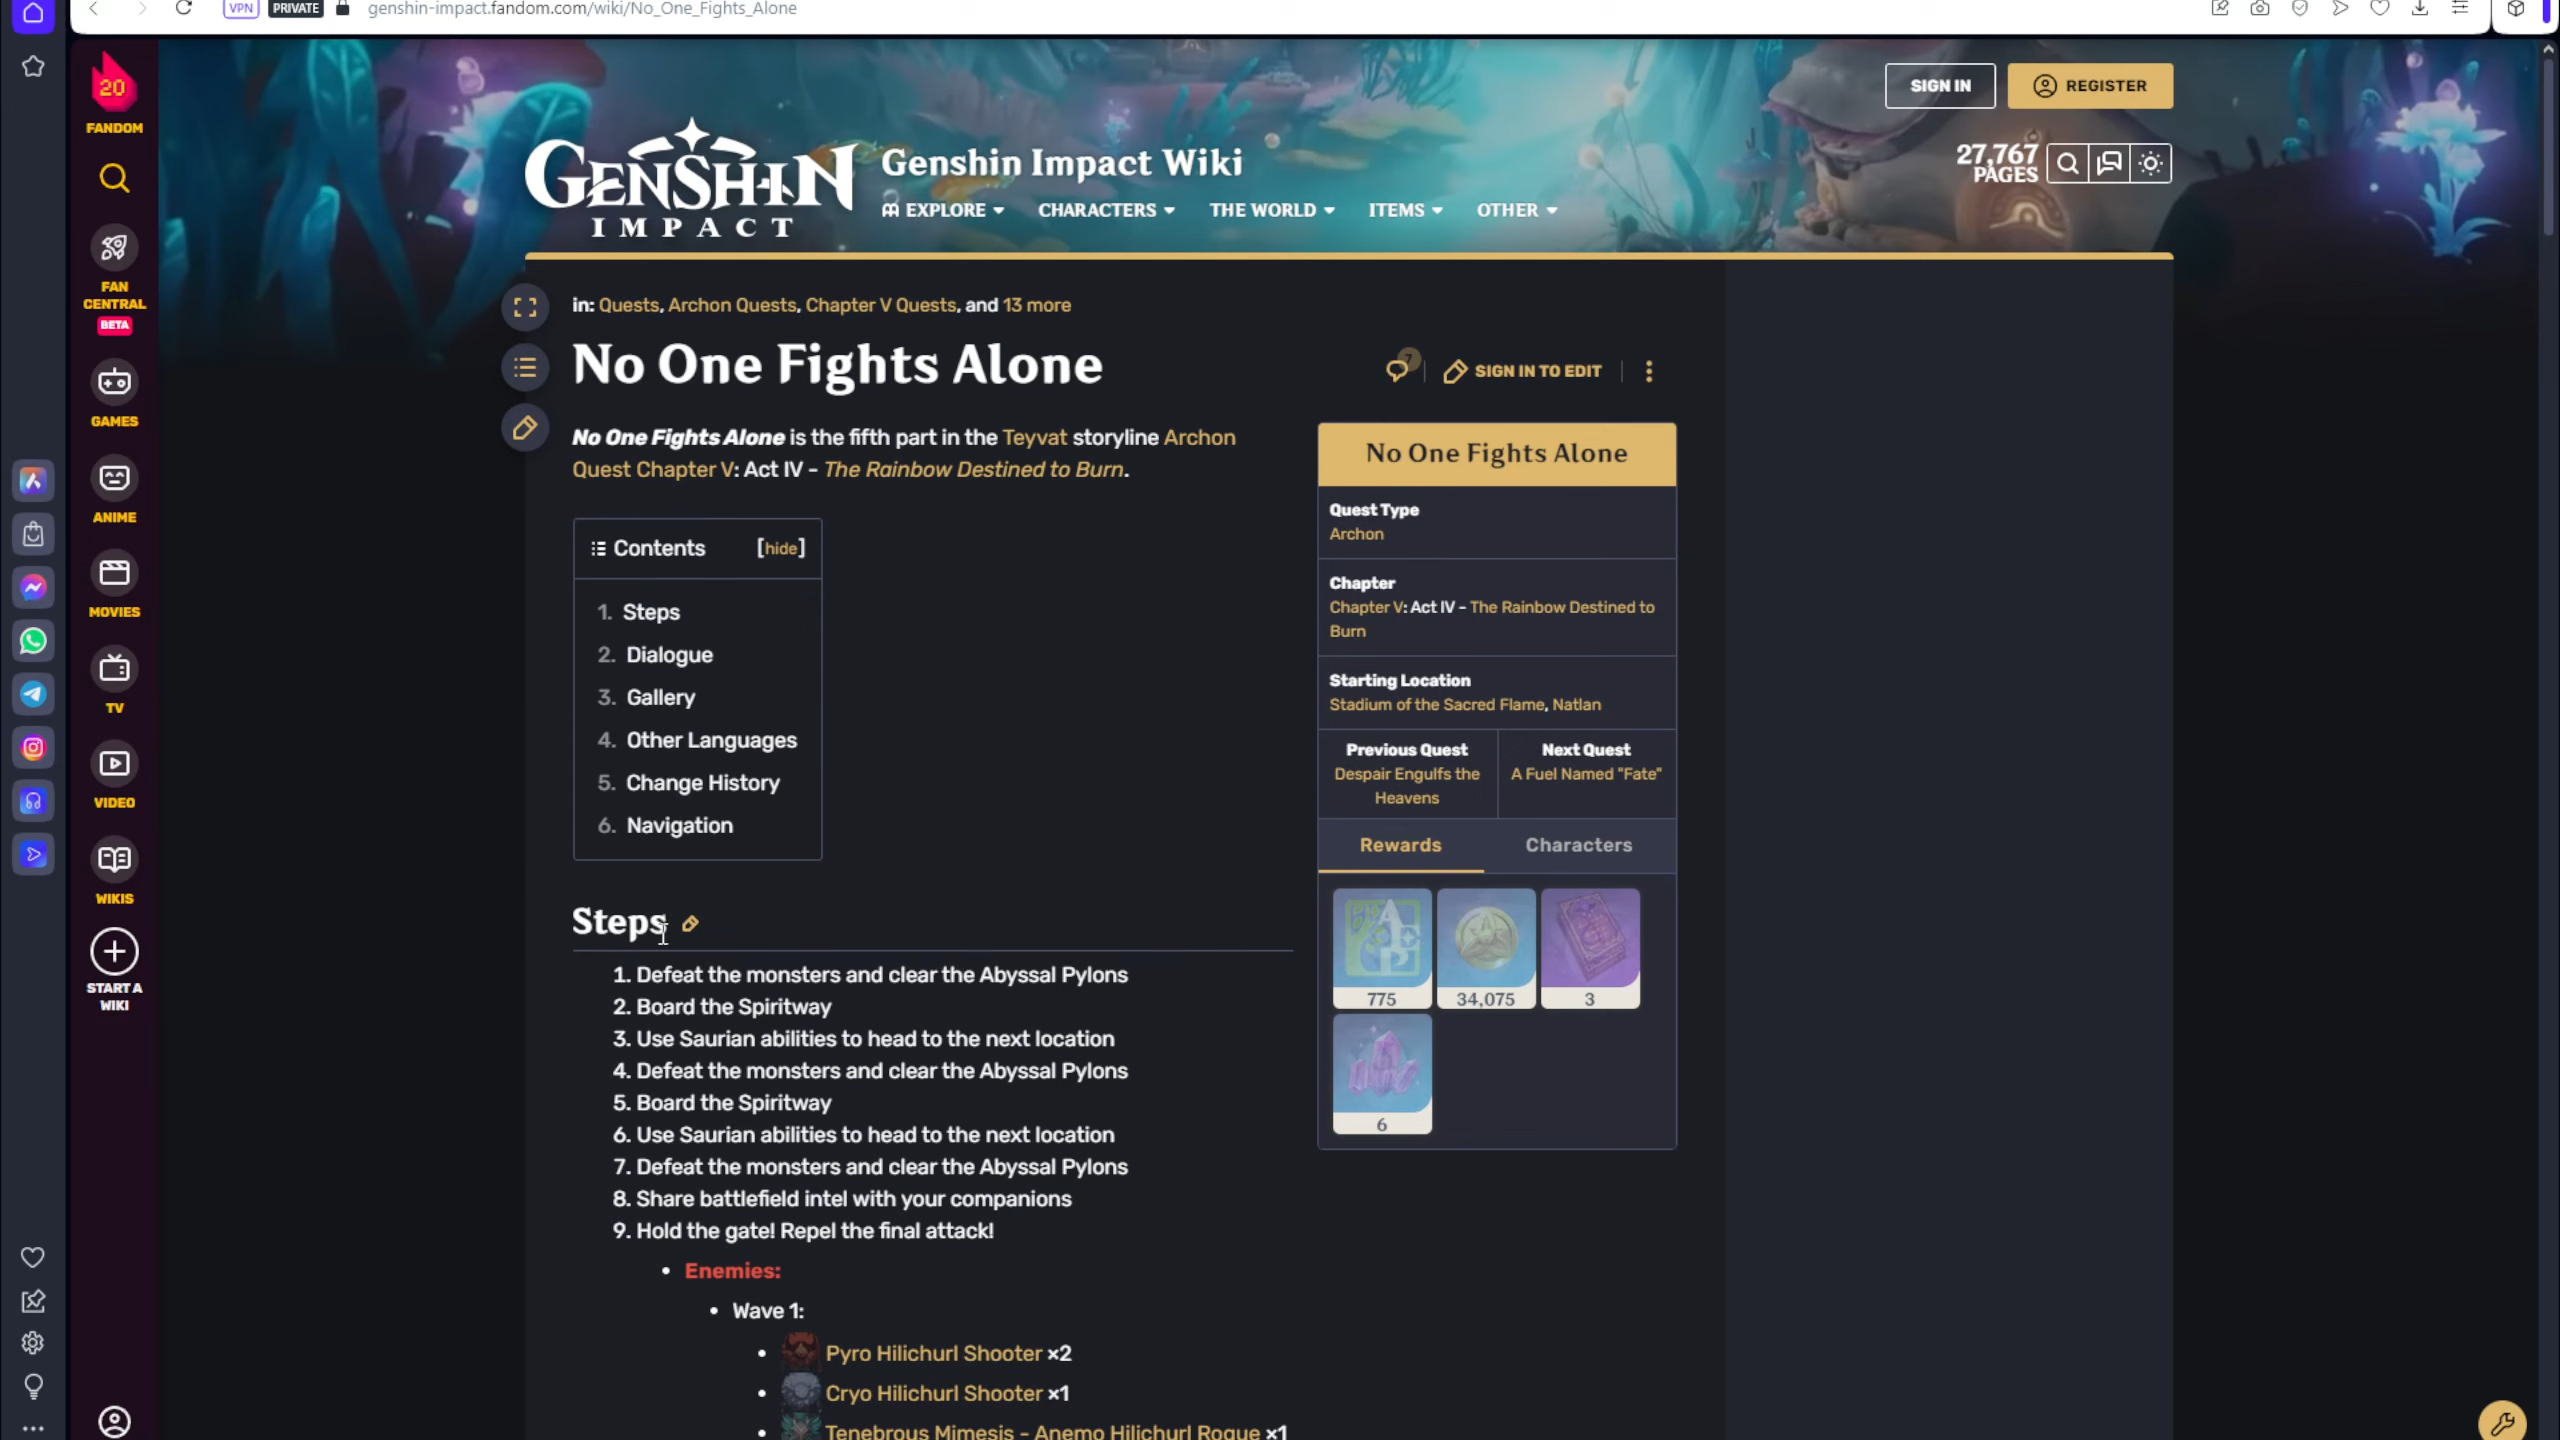 VPN PRIVATE genshin-impact.fandom.com/wiki/No_One_Fights_Alone
20
FANDOM
FAN
CENTRAL
BETA
GAMES
ANIME
MOVIES
TV
VIDEO
WIKIS
START A
WIKI
SIGN IN
REGISTER
GENSHIN
IMPACT
Genshin Impact Wiki
EXPLORE CHARACTERS THE WORLD ITEMS OTHER
27,767
PAGES
in: Quests, Archon Quests, Chapter V Quests, and 13 more
No One Fights Alone
7
SIGN IN TO EDIT
No One Fights Alone is the fifth part in the Teyvat storyline Archon
Quest Chapter V: Act IV - The Rainbow Destined to Burn.
Contents [hide]
1. Steps
2. Dialogue
3. Gallery
4. Other Languages
5. Change History
6. Navigation
No One Fights Alone
Quest Type
Archon
Chapter
Chapter V: Act IV - The Rainbow Destined to
Burn
Starting Location
Stadium of the Sacred Flame, Natlan
Previous Quest
Despair Engulfs the
Heavens
Next Quest
A Fuel Named "Fate"
Rewards Characters
775 34,075 3
6
Steps
1. Defeat the monsters and clear the Abyssal Pylons
2. Board the Spiritway
3. Use Saurian abilities to head to the next location
4. Defeat the monsters and clear the Abyssal Pylons
5. Board the Spiritway
6. Use Saurian abilities to head to the next location
7. Defeat the monsters and clear the Abyssal Pylons
8. Share battlefield intel with your companions
9. Hold the gate! Repel the final attack!
• Enemies:
• Wave 1:
• Pyro Hilichurl Shooter ×2
• Cryo Hilichurl Shooter ×1
• Tenebrous Mimesis - Anemo Hilichurl Rogue ×1